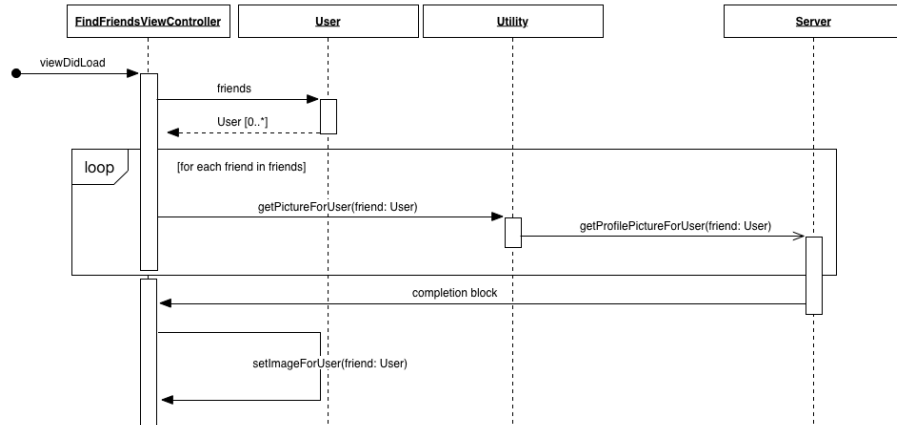 FindFriendsViewController
User
Utility
Server
viewDidLoad
friends
User [0..*]
loop
[for each friend in friends]
getPictureForUser(friend: User)
getProfilePictureForUser(friend: User)
completion block
setImageForUser(friend: User)